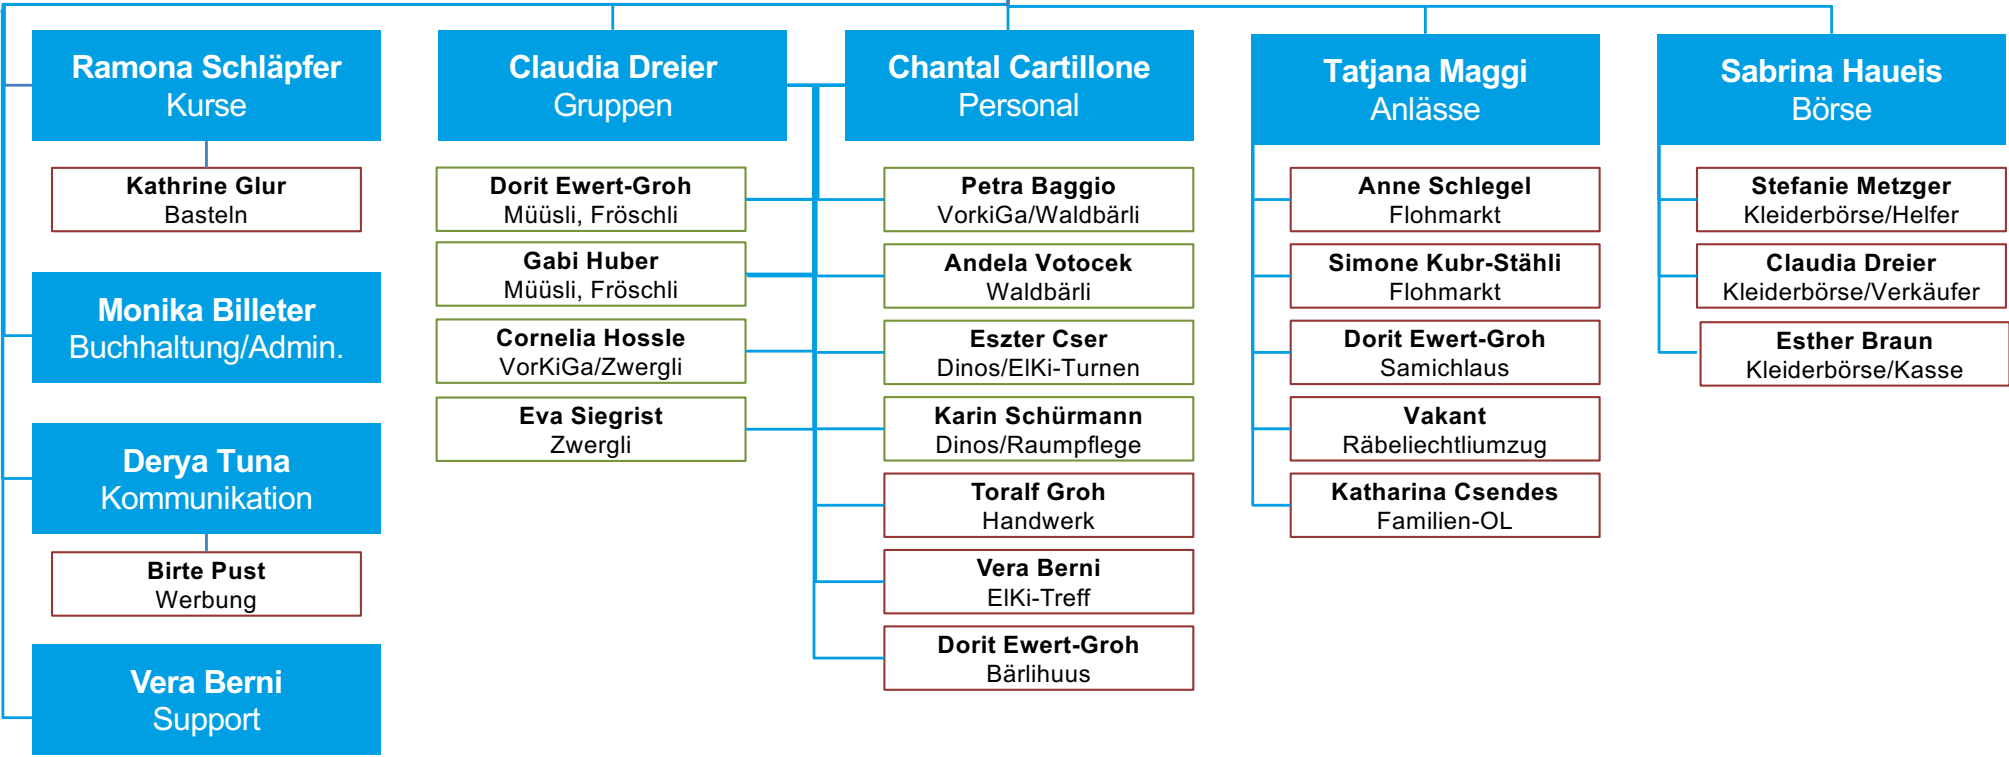 Ramona Schläpfer
Kurse
Kathrine Glur
Basteln
Monika Billeter
Buchhaltung/Admin.
Derya Tuna
Kommunikation
Birte Pust
Werbung
Vera Berni
Support
Claudia Dreier
Gruppen
Dorit Ewert-Groh
Müüsli, Fröschli
Gabi Huber
Müüsli, Fröschli
Cornelia Hossle
VorKiGa/Zwergli
Eva Siegrist
Zwergli
Chantal Cartillone
Personal
Petra Baggio
VorkiGa/Waldbärli
Andela Votocek
Waldbärli
Eszter Cser
Dinos/ElKi-Turnen
Karin Schürmann
Dinos/Raumpflege
Toralf Groh
Handwerk
Vera Berni
ElKi-Treff
Dorit Ewert-Groh
Bärlihuus
Tatjana Maggi
Anlässe
Anne Schlegel
Flohmarkt
Simone Kubr-Stähli
Flohmarkt
Dorit Ewert-Groh
Samichlaus
Vakant
Räbeliechtliumzug
Katharina Csendes
Familien-OL
Sabrina Haueis
Börse
Stefanie Metzger
Kleiderbörse/Helfer
Claudia Dreier
Kleiderbörse/Verkäufer
Esther Braun
Kleiderbörse/Kasse